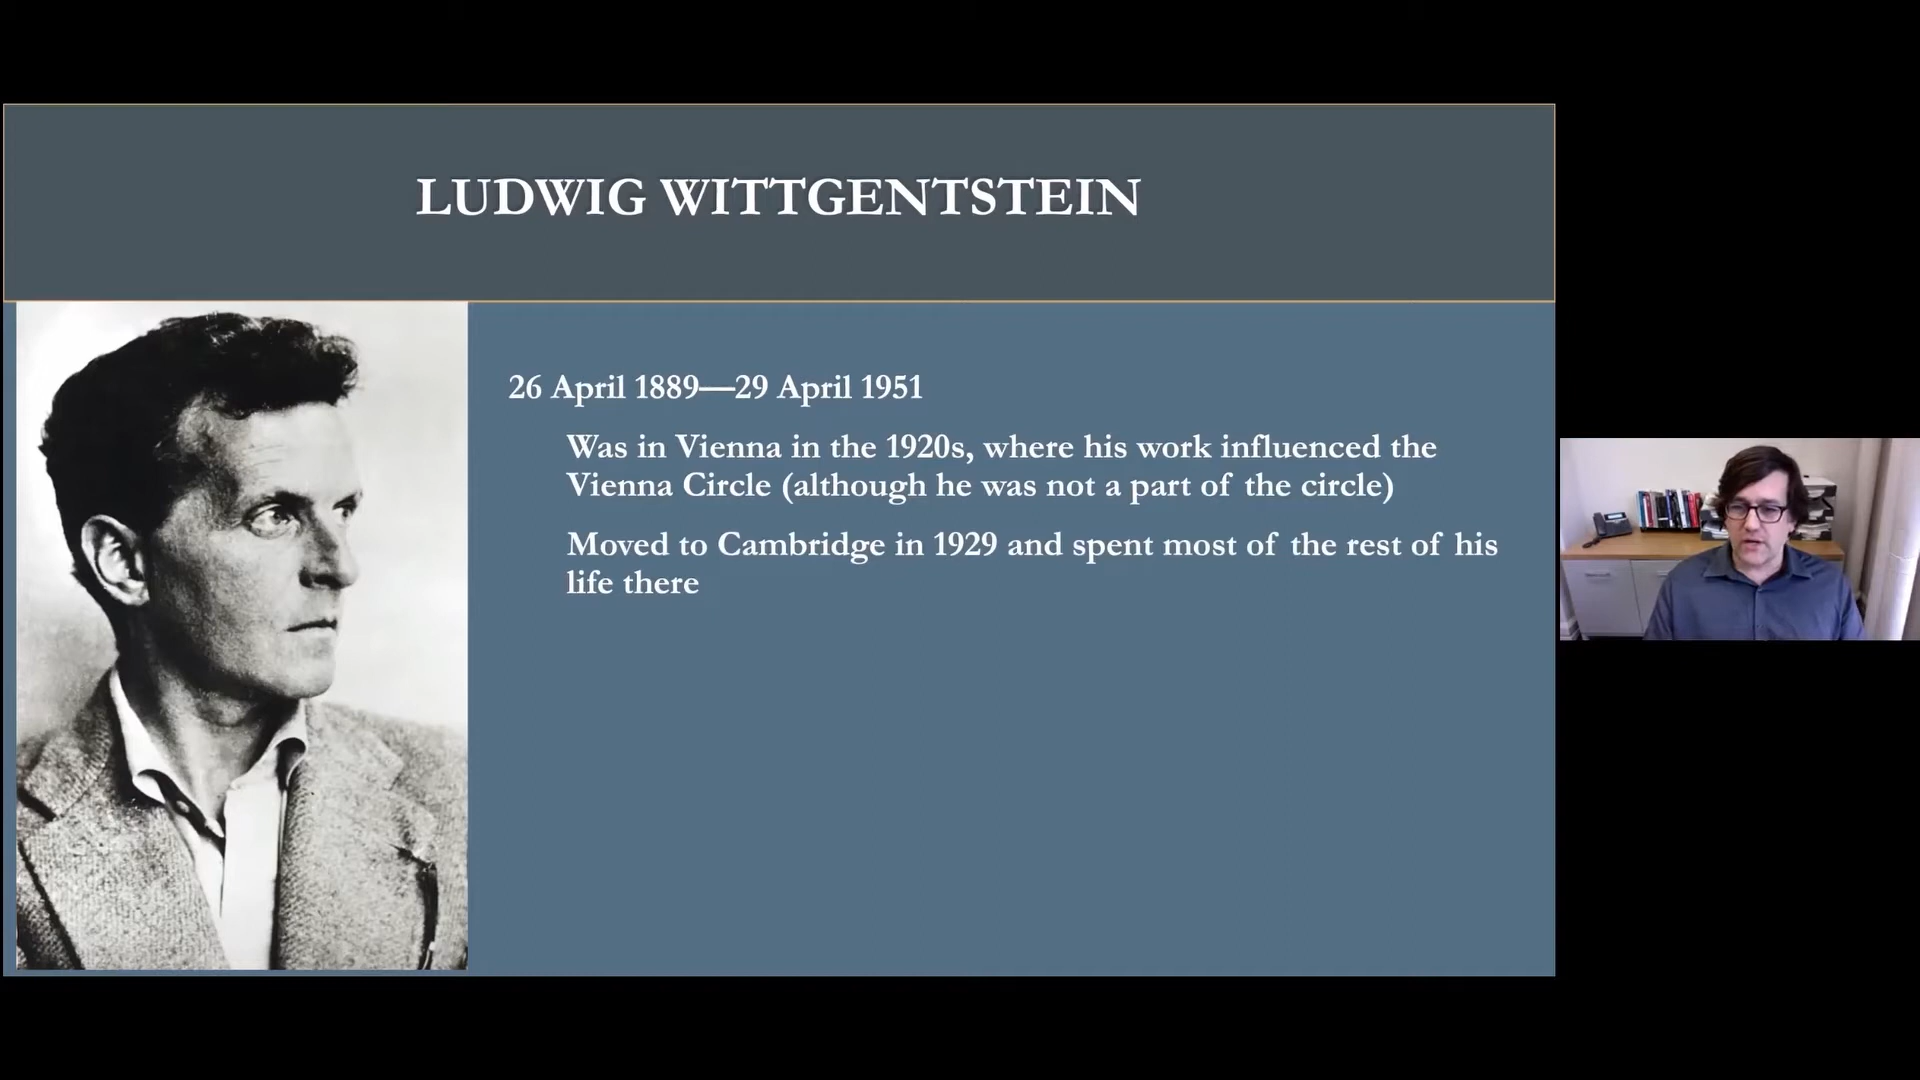 LUDWIG WITTGENTSTEIN
26 April 1889—29 April 1951
Was in Vienna in the 1920s, where his work influenced the
Vienna Circle (although he was not a part of the circle)
Moved to Cambridge in 1929 and spent most of the rest of his
life there